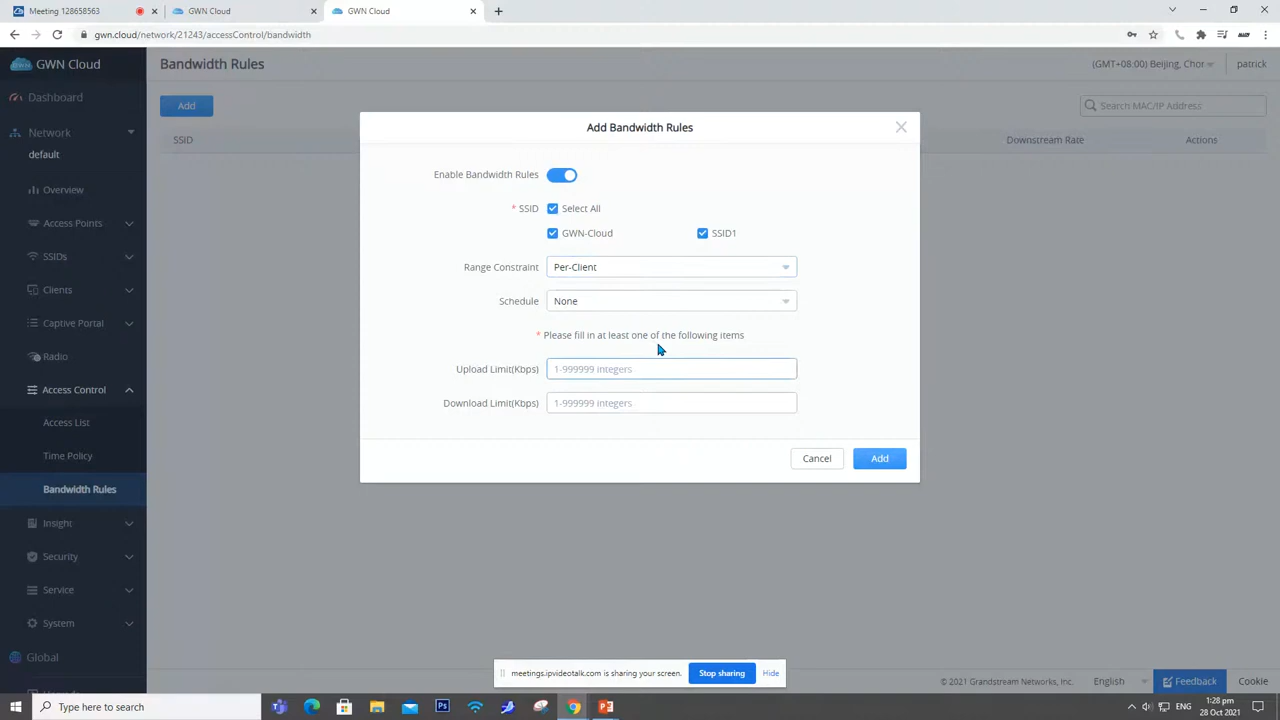 Meeting 128658563
GWN Cloud
GWN Cloud
gwn.cloud/network/21243/accessControl/bandwidth
GWN Cloud
Bandwidth Rules
(GMT+08:00) Beijing, Chor
patrick
Dashboard
Add
Search MAC/IP Address
Network
default
SSID
Downstream Rate
Actions
Overview
Access Points
SSIDs
Clients
Captive Portal
Radio
Access Control
Access List
Time Policy
Bandwidth Rules
Insight
Security
Service
System
Global
Add Bandwidth Rules
Enable Bandwidth Rules
* SSID
Select All
GWN-Cloud
SSID1
Range Constraint
Per-Client
Schedule
None
* Please fill in at least one of the following items
Upload Limit(Kbps)
1-999999 integers
Download Limit(Kbps)
1-999999 integers
Cancel
Add
meetings.ipvideotalk.com is sharing your screen.
Stop sharing
Hide
© 2021 Grandstream Networks, Inc.
English
Feedback
Cookie
Type here to search
ENG
1:28 pm
28 Oct 2021